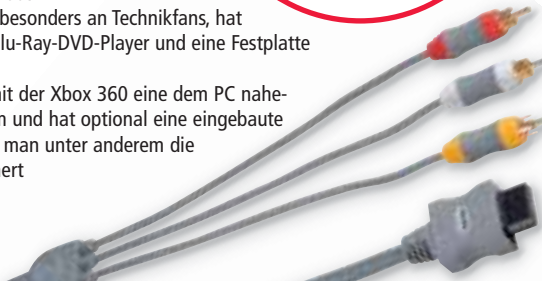 besonders an Technikfans, hat
lu-Ray-DVD-Player und eine Festplatte
nit der Xbox 360 eine dem PC nahe-
n und hat optional eine eingebaute
man unter anderem die
ert